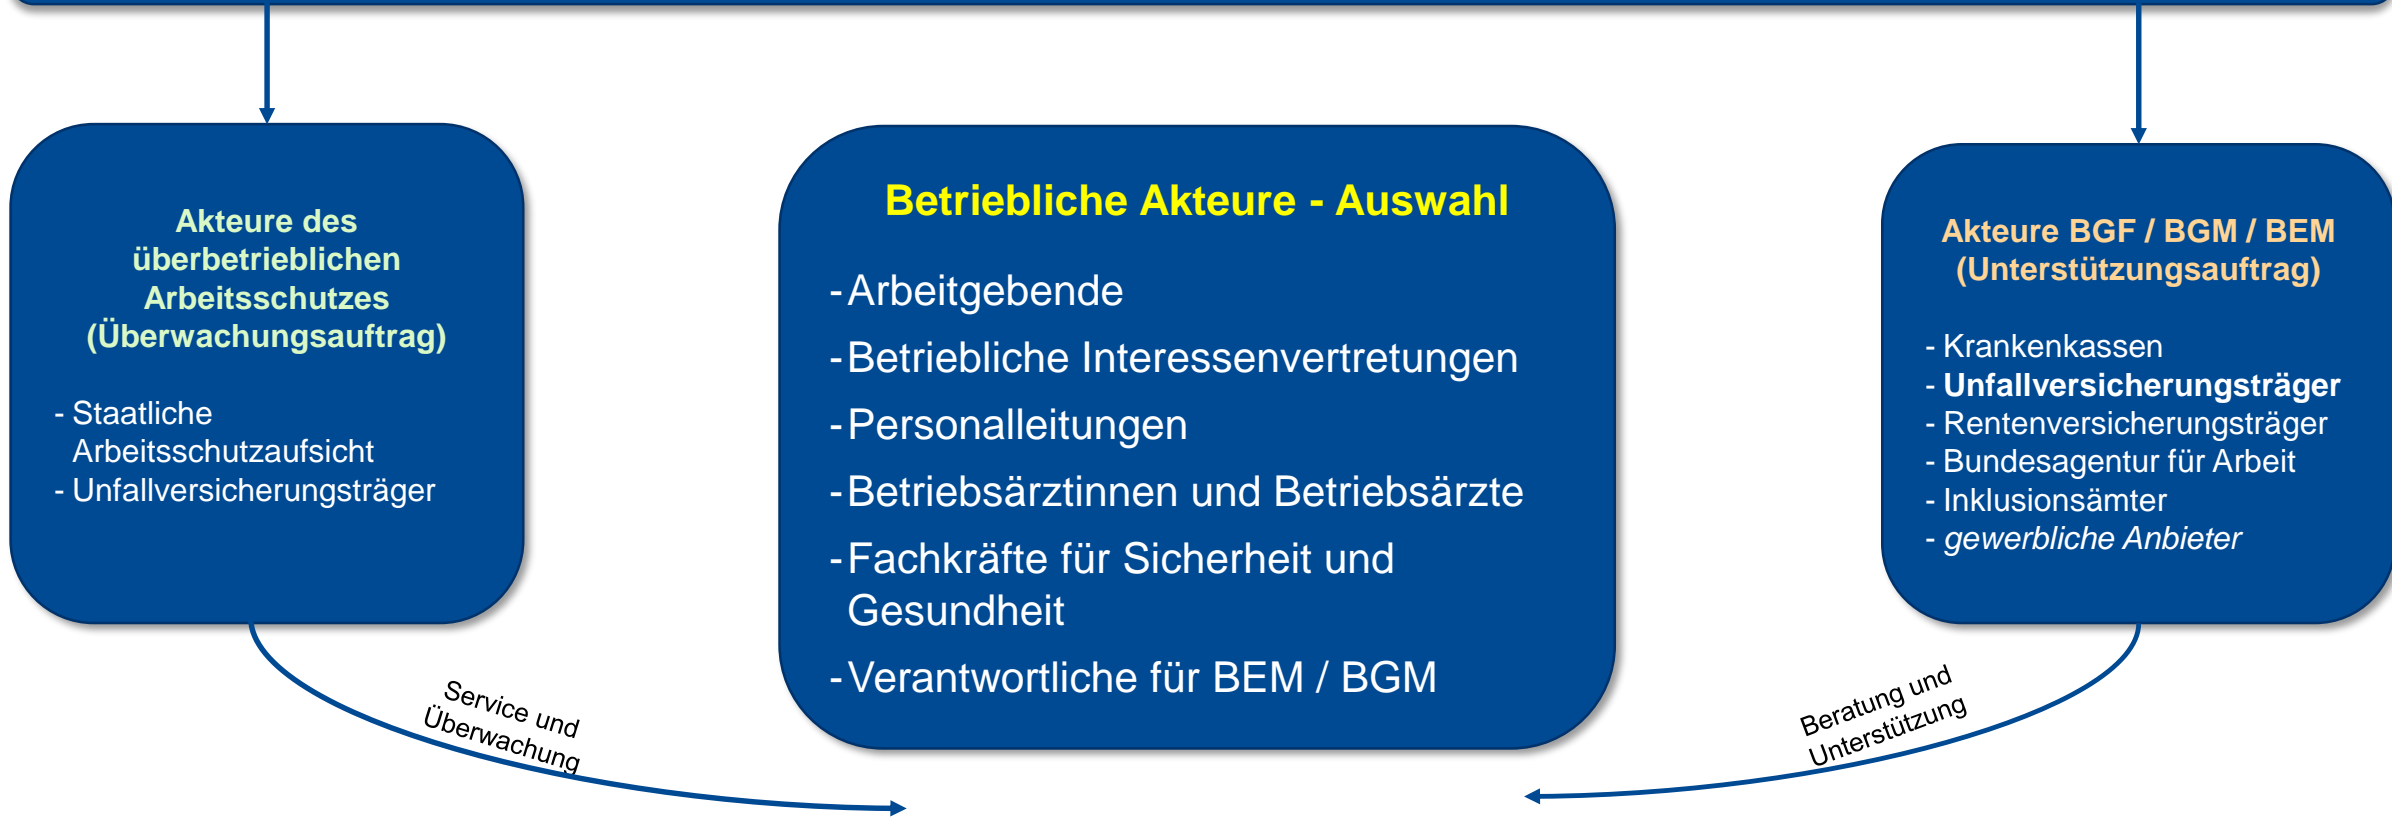 Akteure des
überbetrieblichen
Arbeitsschutzes
(Überwachungsauftrag)
- Staatliche
Arbeitsschutzaufsicht
- Unfallversicherungsträger
Betriebliche Akteure - Auswahl
- Arbeitgebende
- Betriebliche Interessenvertretungen
- Personalleitungen
- Betriebsärztinnen und Betriebsärzte
- Fachkräfte für Sicherheit und
Gesundheit
- Verantwortliche für BEM / BGM
Akteure BGF / BGM / BEM
(Unterstützungsauftrag)
- Krankenkassen
- Unfallversicherungsträger
- Rentenversicherungsträger
- Bundesagentur für Arbeit
- Inklusionsämter
- gewerbliche Anbieter
Service und
Überwachung
Beratung und
Unterstützung